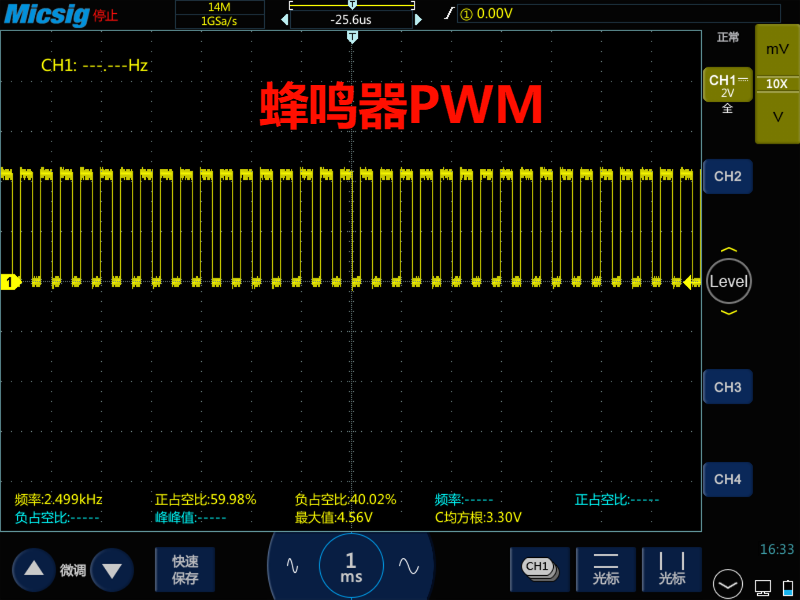 Micsig 停止
14M
1GSa/s
T
-25.6us
① 0.00V
T
CH1: ---.---Hz
蜂鸣器PWM
正常
CH1
2V
全
mV
10X
V
CH2
1
Level
CH3
CH4
频率:2.499kHz 正占空比:59.98% 负占空比:40.02% 频率:----- 正占空比:-----
负占空比:----- 峰峰值:----- 最大值:4.56V C均方根:3.30V
微调
快速
保存
1
ms
CH1
光标
光标
16:33